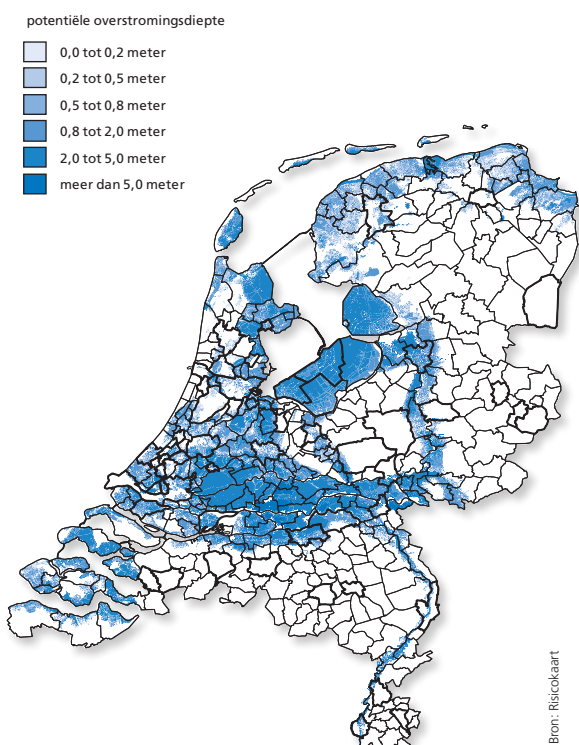 potentiële overstromingsdiepte
0,0 tot 0,2 meter
0,2 tot 0,5 meter
0,5 tot 0,8 meter
0,8 tot 2,0 meter
2,0 tot 5,0 meter
meer dan 5,0 meter
Bron: Risicokaart